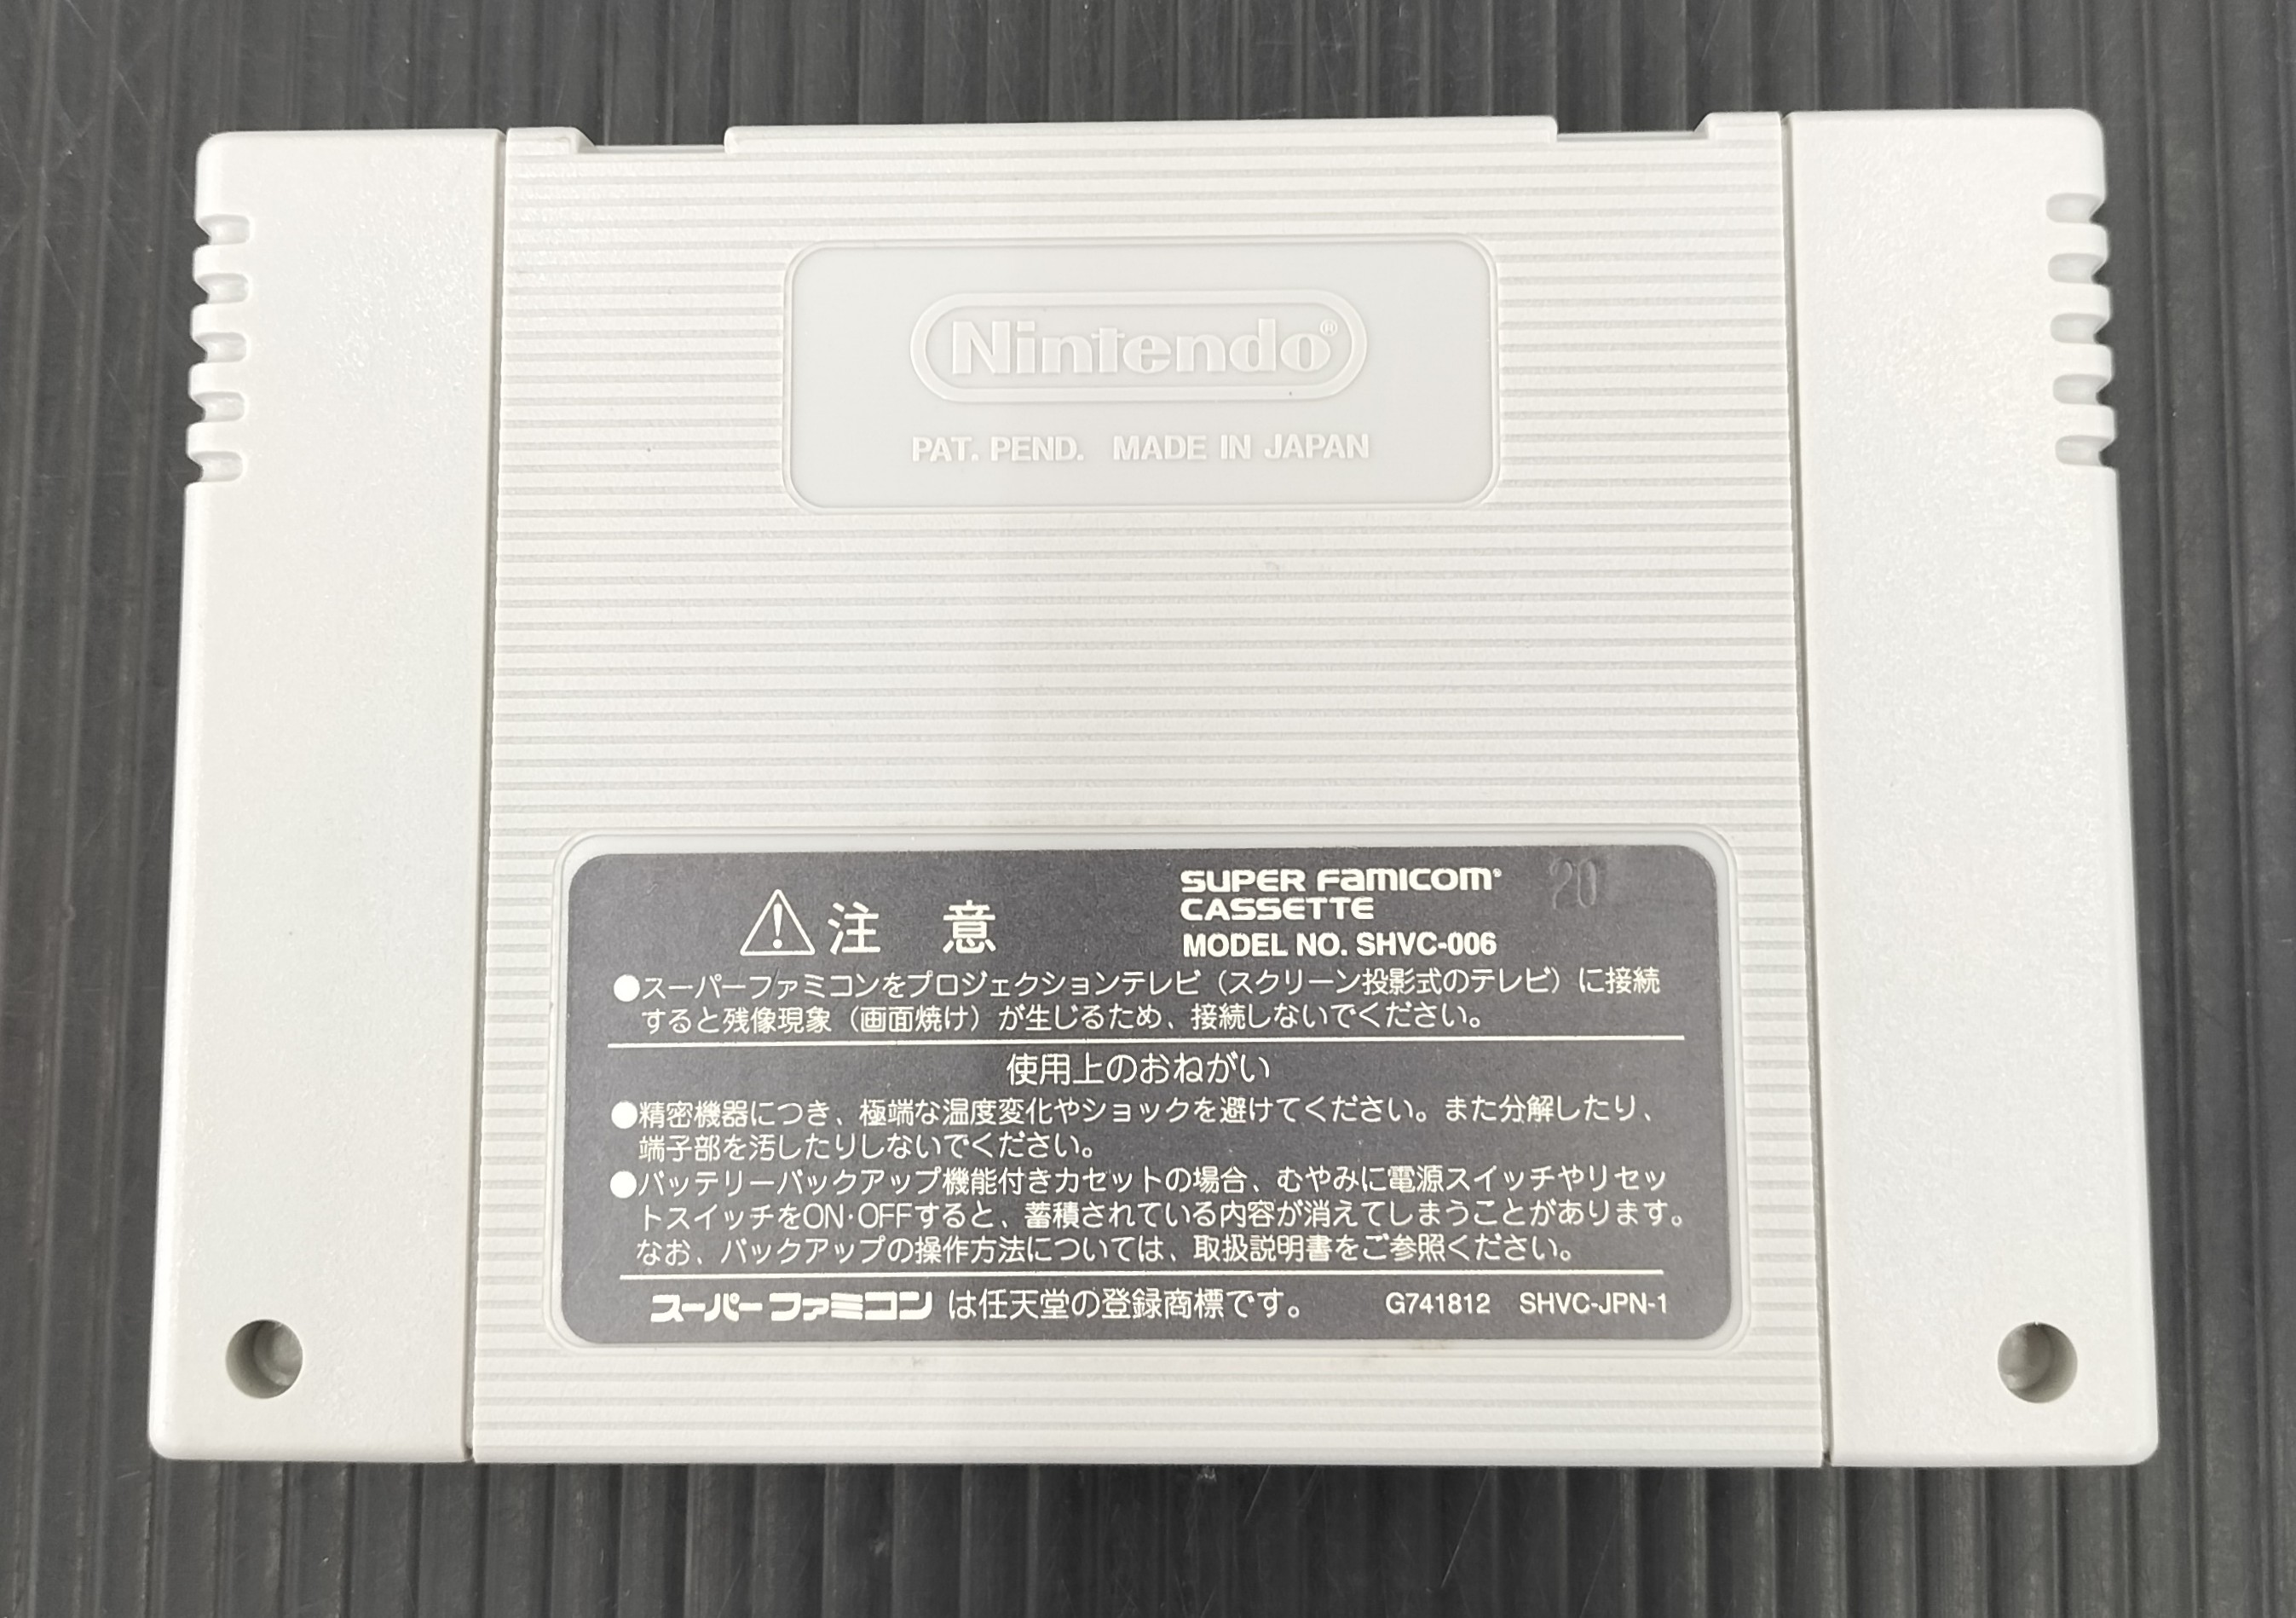 Nintendo®
PAT. PEND. MADE IN JAPAN
注 意
SUPER FAMICOM®
CASSETTE
MODEL NO. SHVC-006
20
●スーパーファミコンをプロジェクションテレビ（スクリーン投影式のテレビ）に接続
すると残像現象（画面焼け）が生じるため、接続しないでください。
使用上のおねがい
●精密機器につき、極端な温度変化やショックを避けてください。また分解したり、
端子部を汚したりしないでください。
●バッテリーバックアップ機能付きカセットの場合、むやみに電源スイッチやリセッ
トスイッチをON・OFFすると、蓄積されている内容が消えてしまうことがあります。
なお、バックアップの操作方法については、取扱説明書をご参照ください。
スーパーファミコン は任天堂の登録商標です。 G741812 SHVC-JPN-1